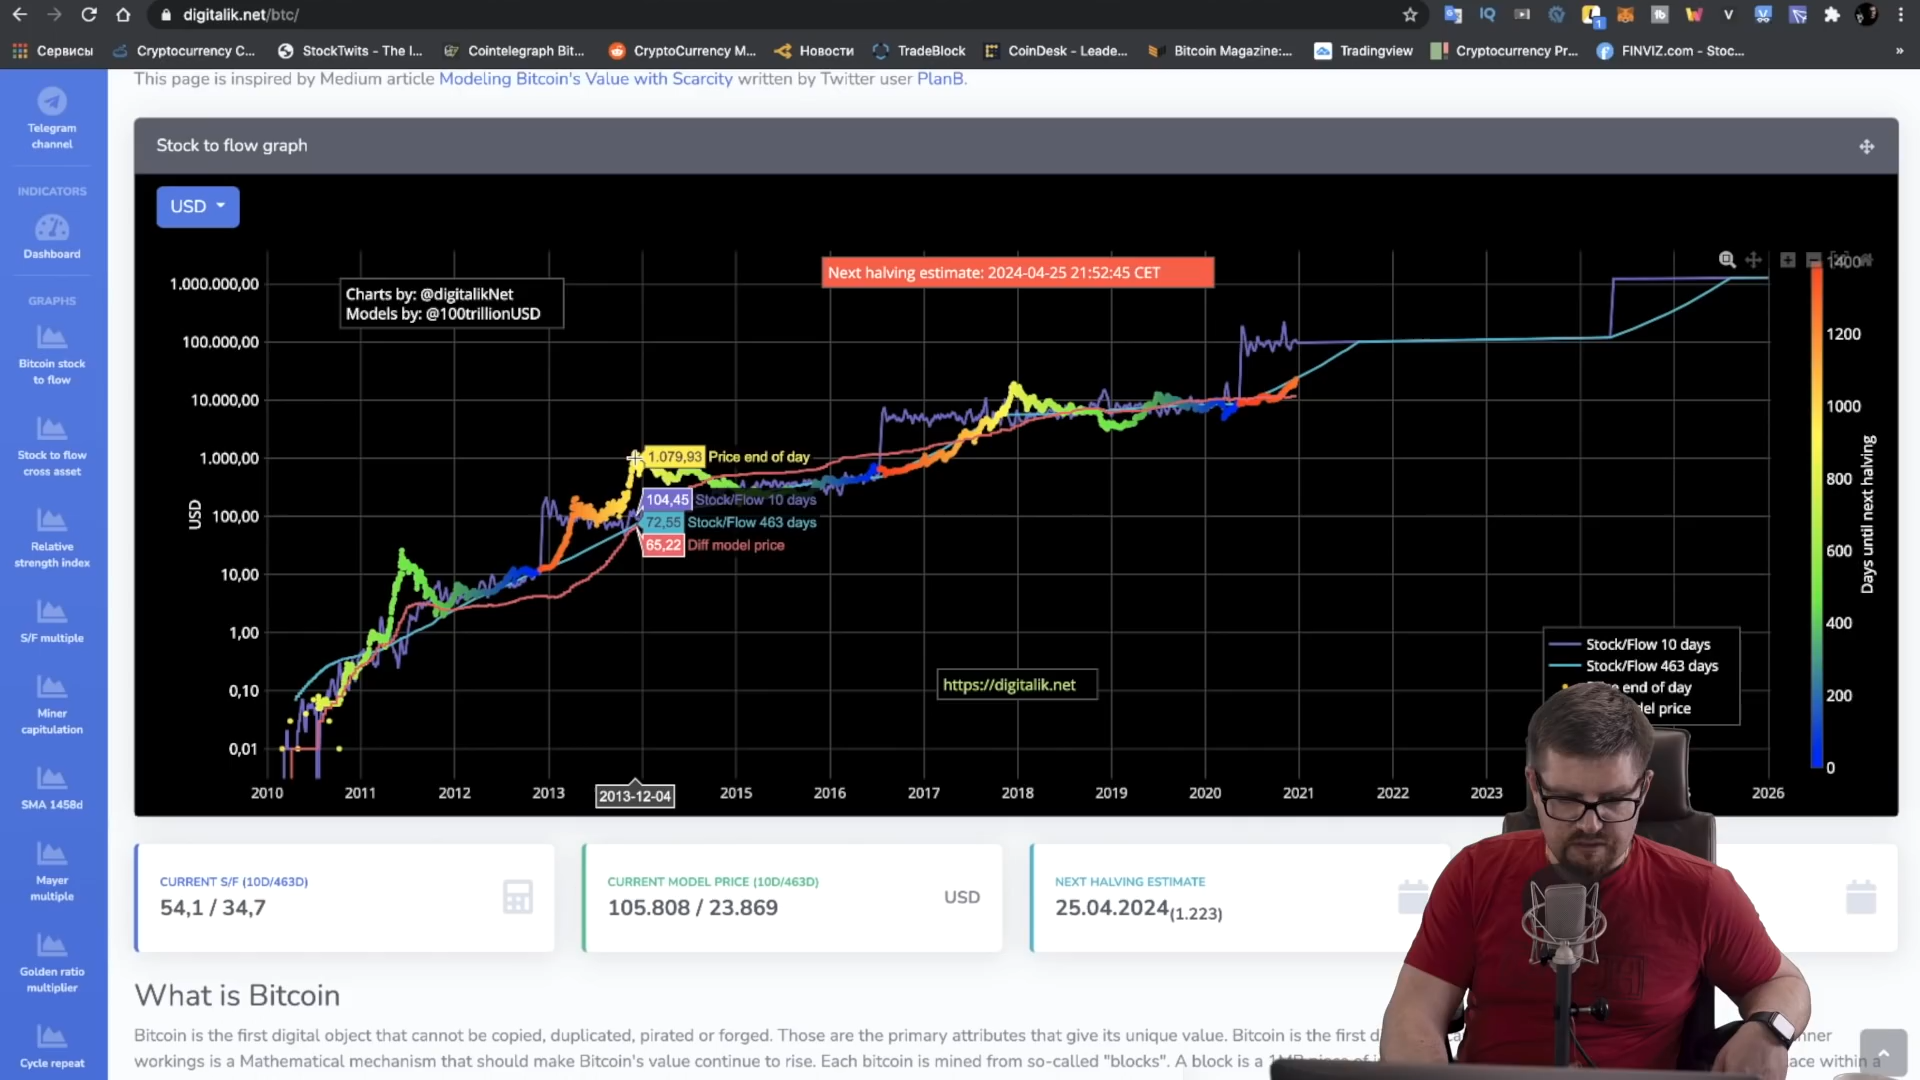 digitalik.net/btc/
Сервисы
Cryptocurrency C...
StockTwits - The I...
Cointelegraph Bit...
CryptoCurrency M...
Новости
TradeBlock
CoinDesk - Leade...
Bitcoin Magazine:...
Tradingview
Cryptocurrency Pr...
FINVIZ.com - Stoc...
»
This page is inspired by Medium article Modeling Bitcoin's Value with Scarcity written by Twitter user PlanB.
Telegram
channel
INDICATORS
Dashboard
GRAPHS
Bitcoin stock
to flow
Stock to flow
cross asset
Relative
strength index
S/F multiple
Miner
capitulation
SMA 1458d
Mayer
multiple
Golden ratio
multiplier
Cycle repeat
Stock to flow graph
USD
Charts by: @digitalikNet
Models by: @100trillionUSD
Next halving estimate: 2024-04-25 21:52:45 CET
1.000.000,00
100.000,00
10.000,00
1.000,00
100,00
10,00
1,00
0,10
0,01
USD
1.079,93 Price end of day
104,45 Stock/Flow 10 days
72,55 Stock/Flow 463 days
65,22 Diff model price
https://digitalik.net
Stock/Flow 10 days
Stock/Flow 463 days
end of day
price
2010
2011
2012
2013
2013-12-04
2015
2016
2017
2018
2019
2020
2021
2022
2023
2026
1400
1200
1000
800
600
400
200
0
Days until next halving
CURRENT S/F (10D/463D)
54,1 / 34,7
CURRENT MODEL PRICE (10D/463D)
105.808 / 23.869
USD
NEXT HALVING ESTIMATE
25.04.2024(1.223)
What is Bitcoin
Bitcoin is the first digital object that cannot be copied, duplicated, pirated or forged. Those are the primary attributes that give its unique value. Bitcoin is the first
workings is a Mathematical mechanism that should make Bitcoin's value continue to rise. Each bitcoin is mined from so-called "blocks". A block is a within a